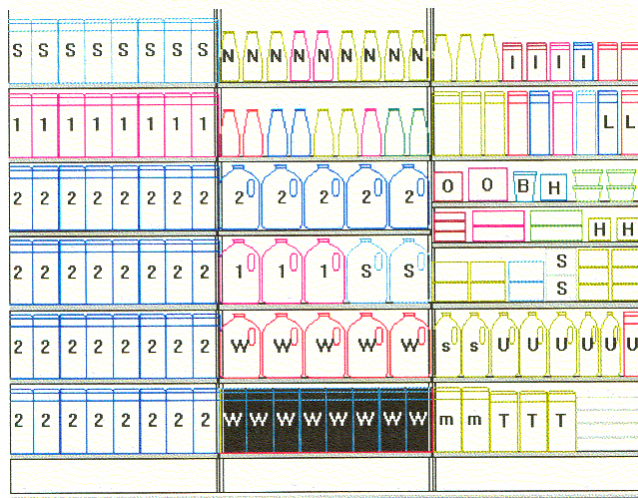 S S S S S S S S
N N N N N N N N N
I I I I
1 1 1 1 1 1 1 1
L L
2 2 2 2 2 2 2 2
2 2 2 2 2
O O B H
H H
2 2 2 2 2 2 2 2
1 1 1 S S
S
S
2 2 2 2 2 2 2 2
W W W W W
s s U U U U U U
2 2 2 2 2 2 2 2
W W W W W W W W
m m T T T